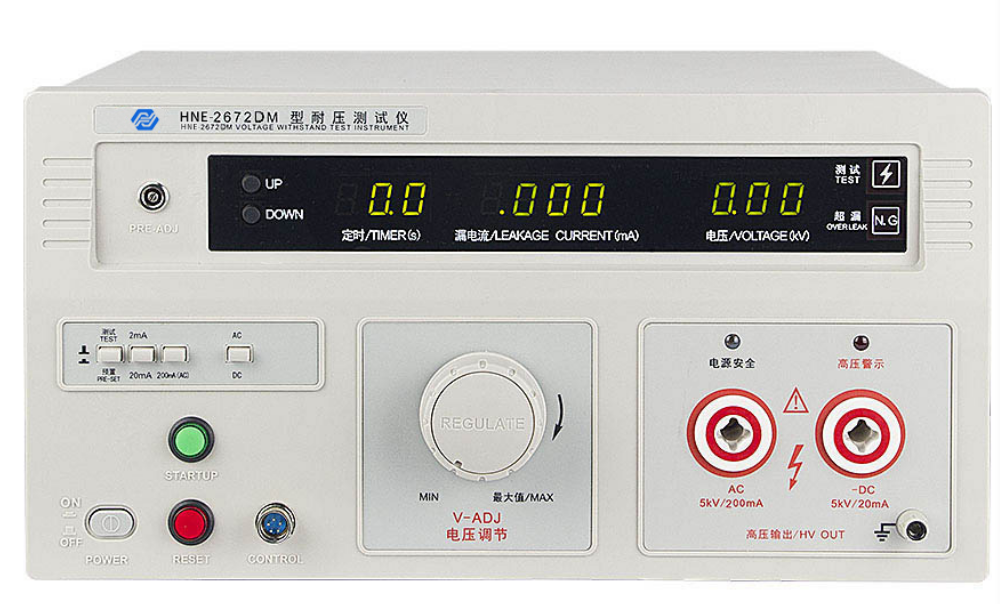 HNE-2672DM 型耐压测试仪
HNE-2672DM VOLTAGE WITHSTAND TEST INSTRUMENT
PRE-ADJ
UP
DOWN
0.0 .000 0.00
定时/TIMER(s) 漏电流/LEAKAGE CURRENT(mA) 电压/VOLTAGE(kV)
测试
TEST
超漏
OVER LEAK
N.G
测试
TEST 2mA AC
预置
PRE-SET 20mA 200mA(AC) DC
STARTUP
ON
OFF
POWER
RESET
CONTROL
REGULATE
MIN 最大值/MAX
V-ADJ
电压调节
电源安全 高压警示
AC -DC
5kV/200mA 5kV/20mA
高压输出/HV OUT